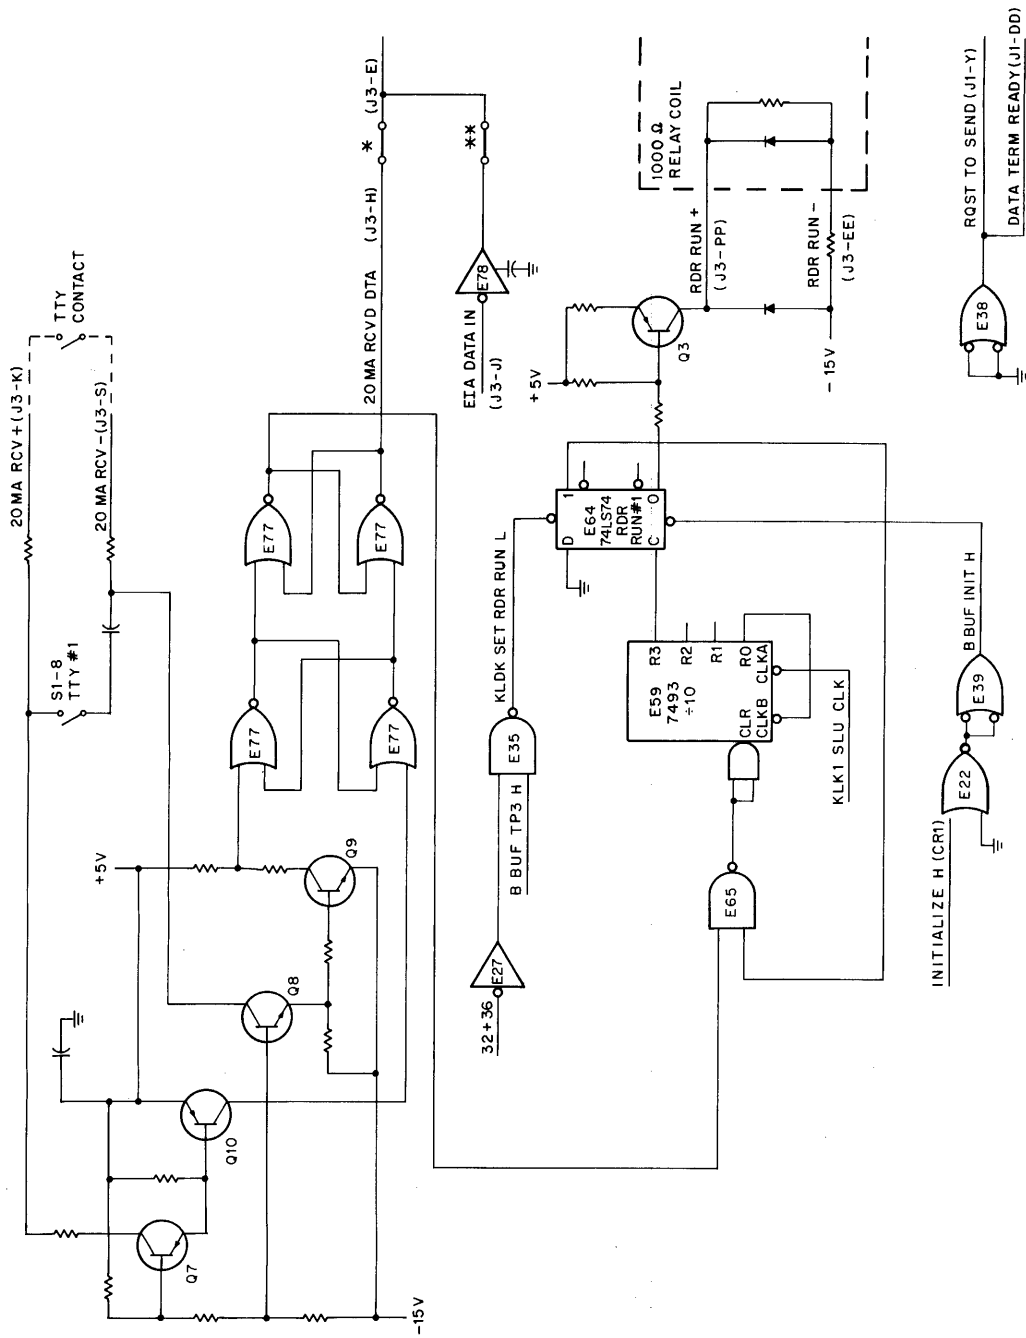 20 MA RCV+(J3-K)
TTY
CONTACT
20 MA RCV-(J3-S)
S1-8
TTY #1
+5V
Q7
Q10
Q8
Q9
-15V
E77
E77
E77
E77
20 MA RCVD DTA
(J3-H)
*
(J3-E)
EIA DATA IN
(J3-J)
E78
**
32+36
E27
B BUF TP3 H
E35
KLDK SET RDR RUN L
D
1
E64
74LS74
RDR
RUN#1
C
0
+5V
Q3
RDR RUN +
(J3-PP)
RDR RUN -
(J3-EE)
-15V
1000 Ω
RELAY COIL
E65
CLR
CLKB
E59
7493
÷10
R3
R2
R1
R0
CLKA
KLK1 SLU CLK
INITIALIZE H (CR1)
E22
E39
B BUF INIT H
E38
RQST TO SEND (J1-Y)
DATA TERM READY (J1-DD)